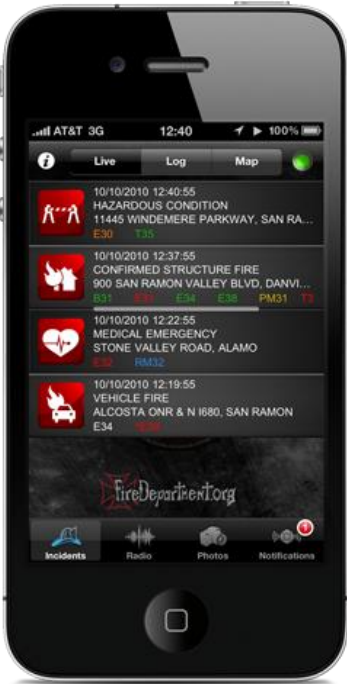 AT&T 3G 12:40 100%
i Live Log Map
10/10/2010 12:40:55
HAZARDOUS CONDITION
11445 WINDEMERE PARKWAY, SAN RA...
E30 T35
10/10/2010 12:37:55
CONFIRMED STRUCTURE FIRE
900 SAN RAMON VALLEY BLVD, DANVI...
B31 E31 E34 E38 PM31 T3
10/10/2010 12:22:55
MEDICAL EMERGENCY
STONE VALLEY ROAD, ALAMO
E32 RM32
10/10/2010 12:19:55
VEHICLE FIRE
ALCOSTA ONR & N I680, SAN RAMON
E34
FireDepartment.org
Incidents Radio Photos Notifications
1